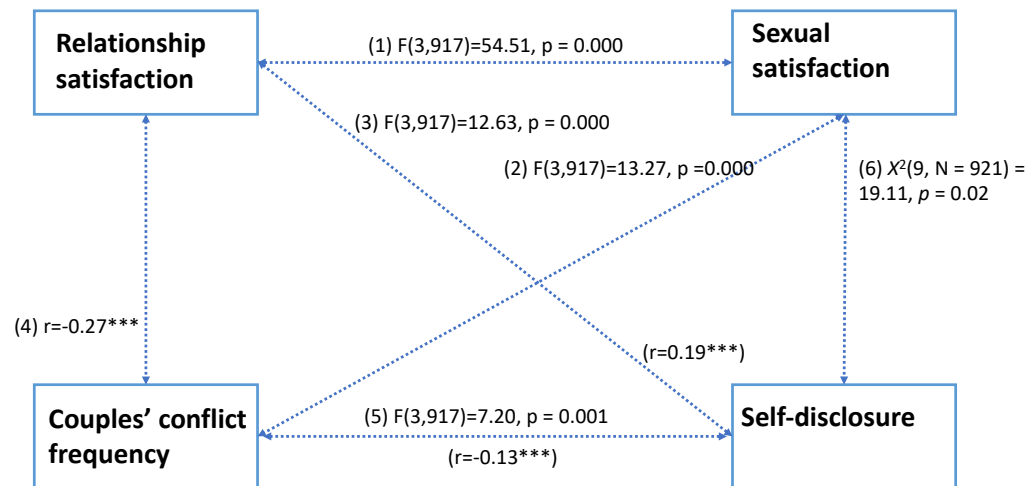 Relationship
satisfaction
(1) F(3,917)=54.51, p = 0.000
Sexual
satisfaction
(3) F(3,917)=12.63, p = 0.000
(2) F(3,917)=13.27, p =0.000
(6) X²(9, N = 921) =
19.11, p = 0.02
(4) r=-0.27***
(r=0.19***)
Couples’ conflict
frequency
(5) F(3,917)=7.20, p = 0.001
(r=-0.13***)
Self-disclosure